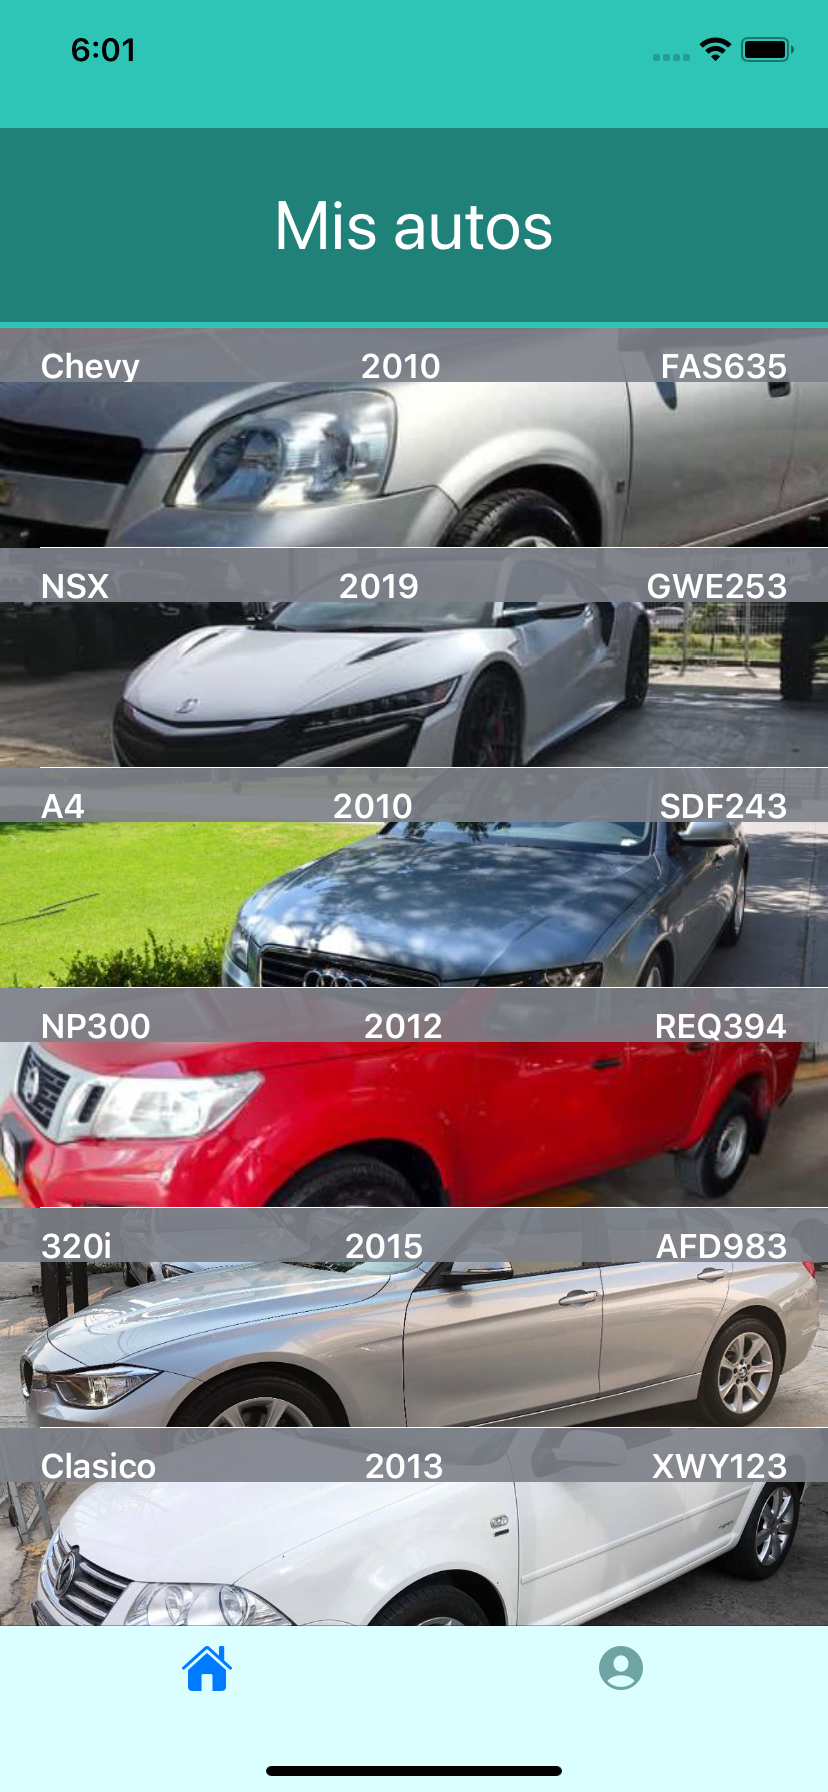 6:01
Mis autos
Chevy 2010 FAS635
NSX 2019 GWE253
A4 2010 SDF243
NP300 2012 REQ394
320i 2015 AFD983
Clasico 2013 XWY123